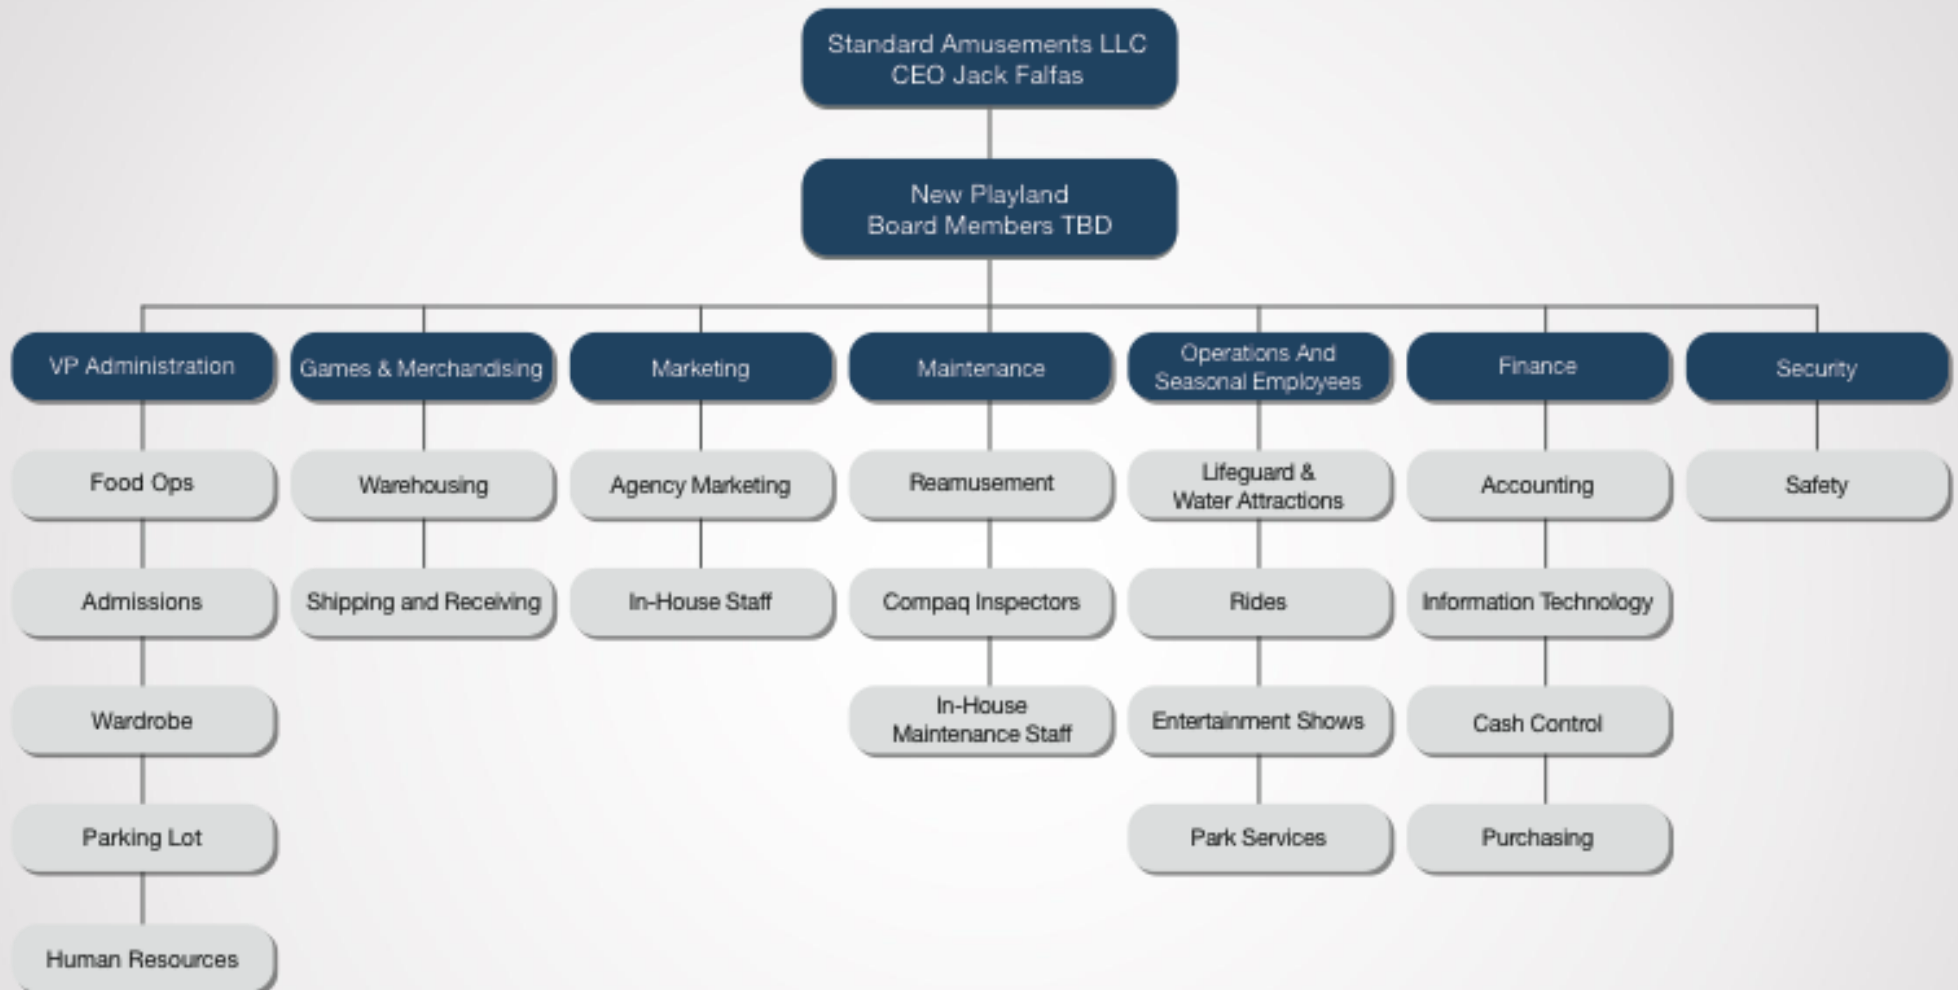 Standard Amusements LLC
CEO Jack Falfas
New Playland
Board Members TBD
VP Administration
Games & Merchandising
Marketing
Maintenance
Operations And
Seasonal Employees
Finance
Security
Food Ops
Warehousing
Agency Marketing
Reamusement
Lifeguard &
Water Attractions
Accounting
Safety
Admissions
Shipping and Receiving
In-House Staff
Compaq Inspectors
Rides
Information Technology
Wardrobe
In-House
Maintenance Staff
Entertainment Shows
Cash Control
Parking Lot
Park Services
Purchasing
Human Resources